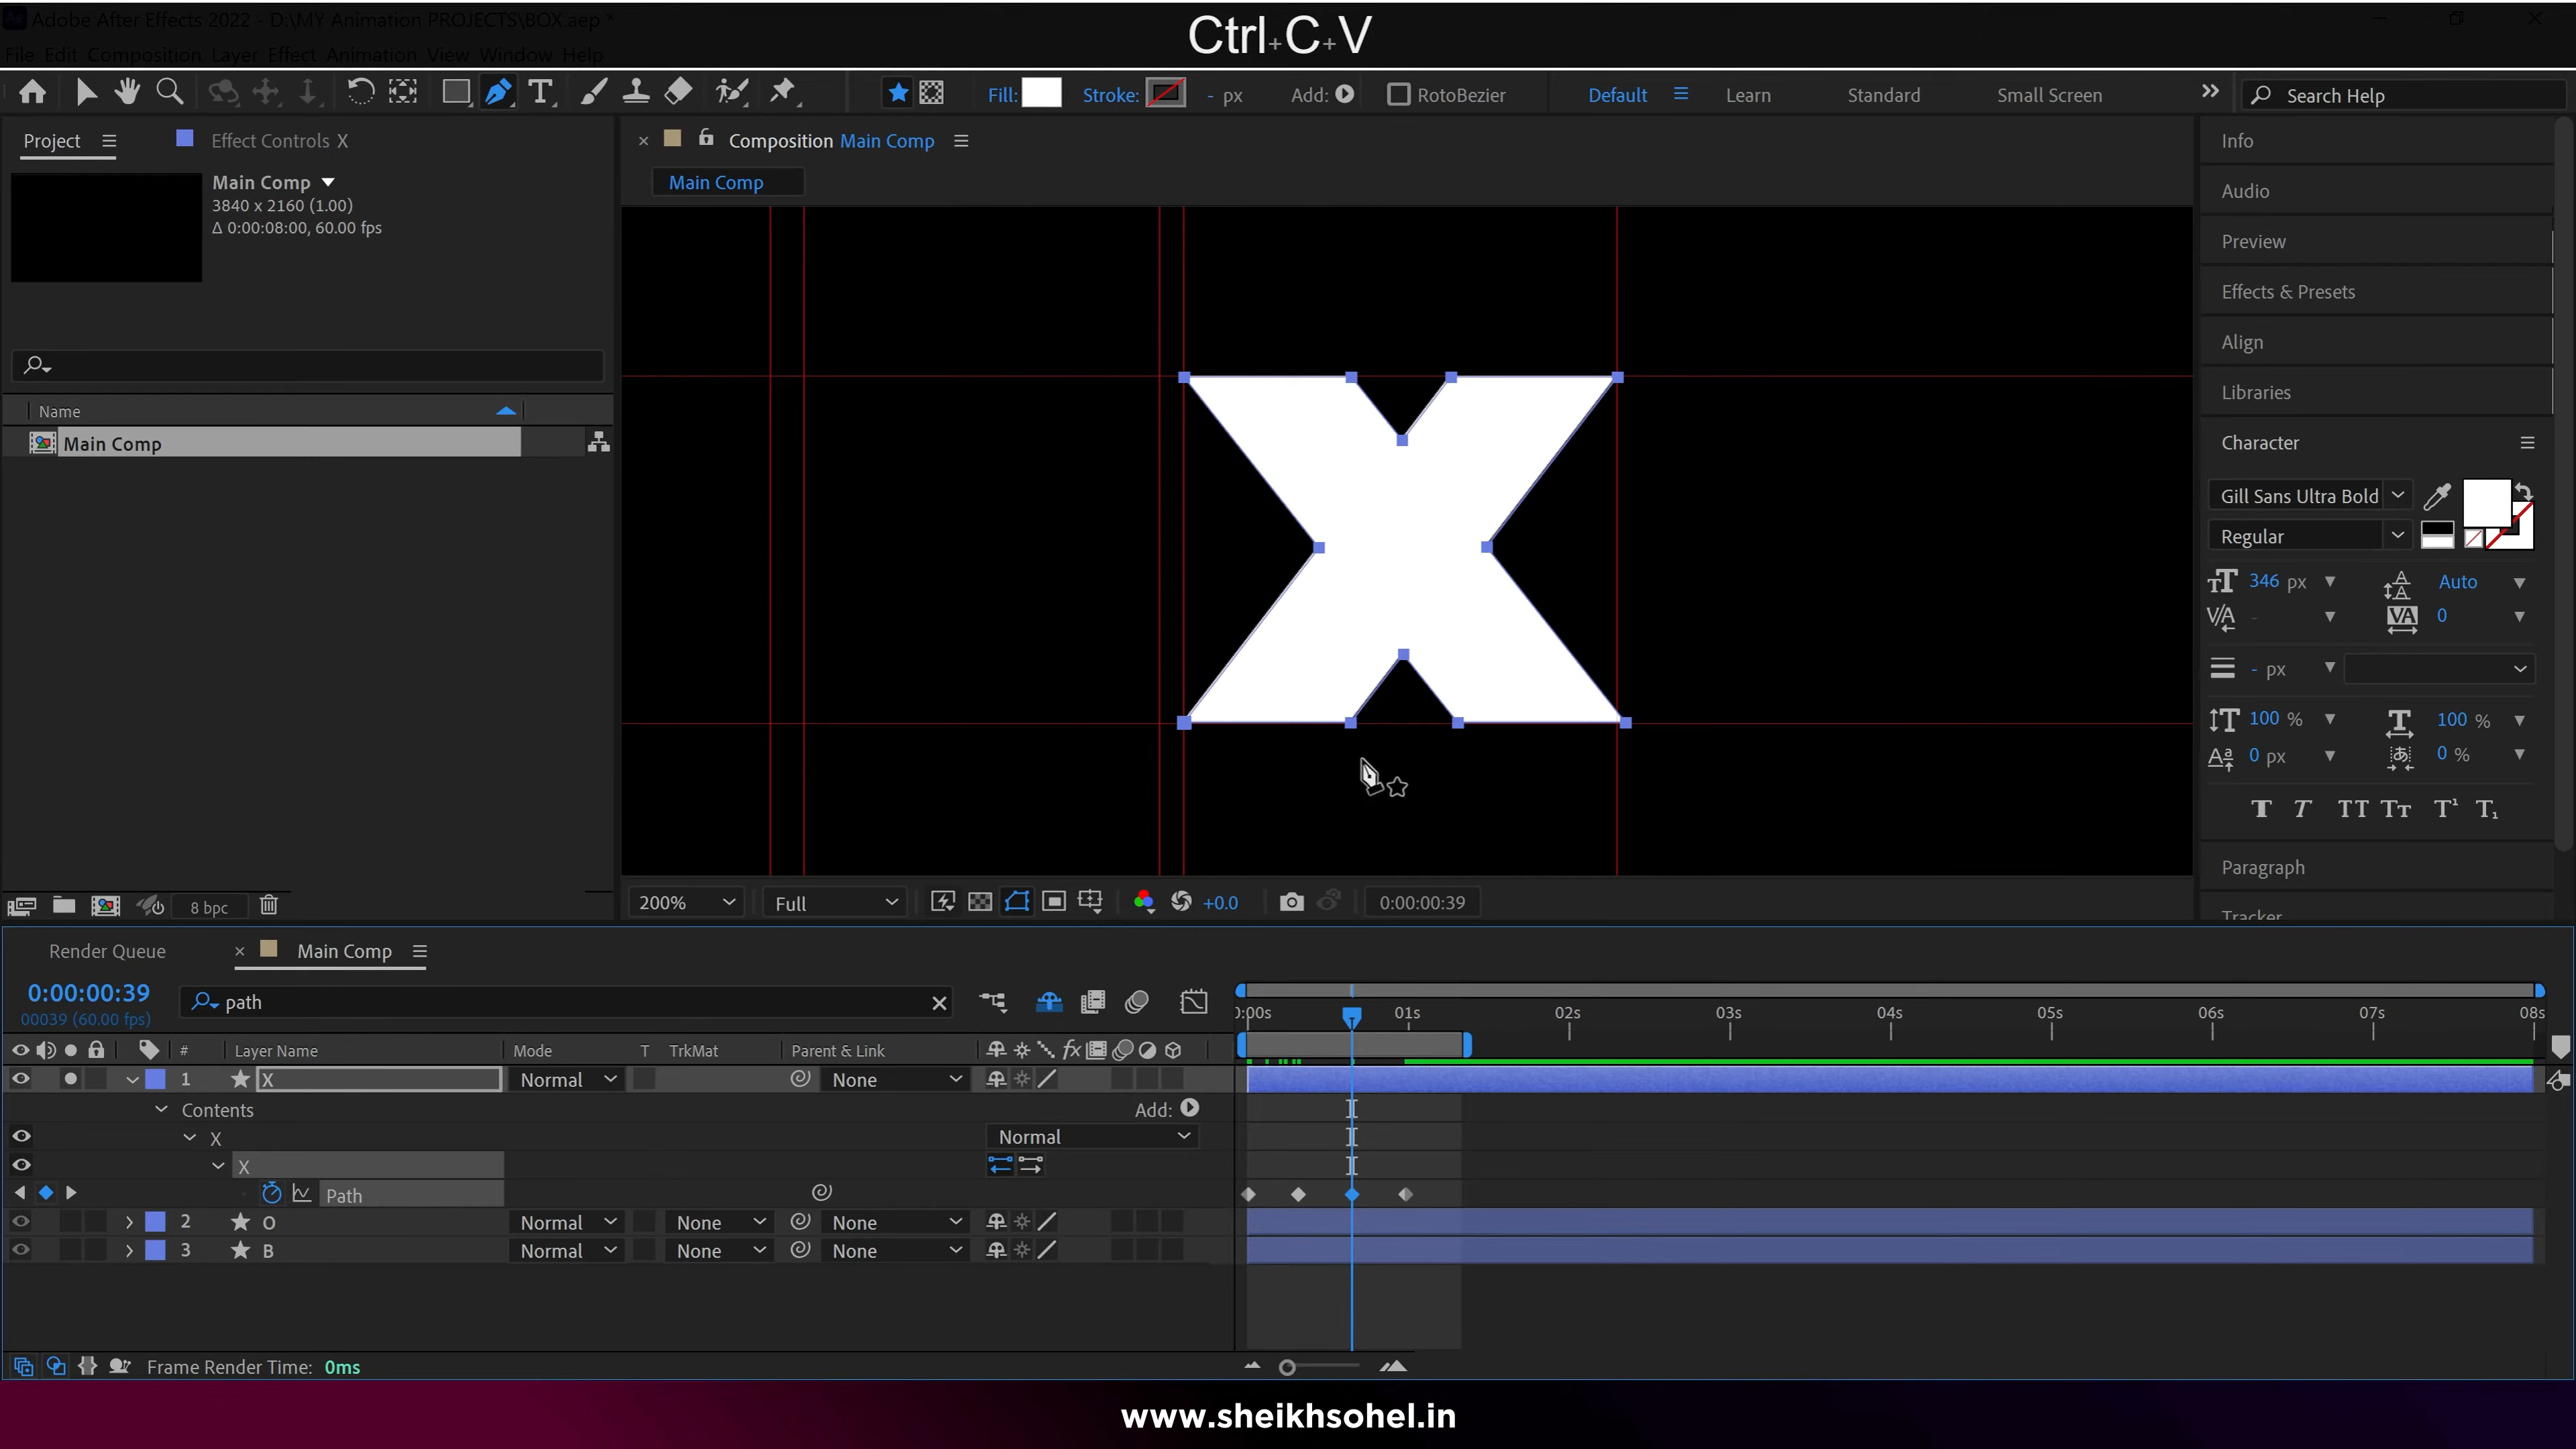 Adobe After Effects 2022 - D:\MY Animation PROJECTS\BOX.aep *
Ctrl+C+V
File Edit Composition Layer Effect Animation View Window Help
Fill: Stroke: - px Add: RotoBezier Default Learn Standard Small Screen Search Help
Project Effect Controls X
Composition Main Comp
Main Comp
Main Comp
3840 x 2160 (1.00)
Δ 0:00:08:00, 60.00 fps
Name
Main Comp
8 bpc
X
200% Full +0.0 0:00:00:39
Info
Audio
Preview
Effects & Presets
Align
Libraries
Character
Gill Sans Ultra Bold
Regular
346 px Auto
- 0
- px
100 % 100 %
0 px 0 %
T T TT Tт T¹ T₁
Paragraph
Tracker
Render Queue Main Comp
0:00:00:39 path
00039 (60.00 fps)
0:00s 01s 02s 03s 04s 05s 06s 07s 08s
# Layer Name Mode T TrkMat Parent & Link fx
1 X Normal None
Contents Add:
X Normal
X
Path
2 O Normal None None
3 B Normal None None
Frame Render Time: 0ms
www.sheikhsohel.in